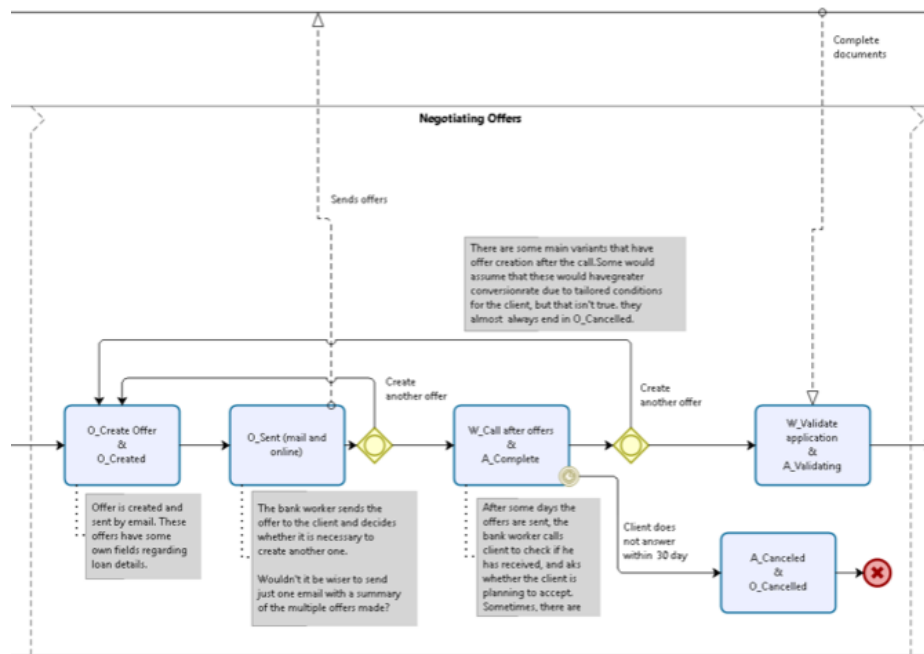 Complete
documents
Negotiating Offers
Sends offers
There are some main variants that have
offer creation after the call.Some would
assume that these would havegreater
conversionrate due to tailored conditions
for the client, but that isn't true. they
almost always end in O_Cancelled.
Create
another offer
Create
another offer
O_Create Offer
&
O_Created
O_Sent (mail and
online)
W_Call after offers
&
A_Complete
W_Validate
application
&
A_Validating
Offer is created and
sent by email. These
offers have some
own fields regarding
loan details.
The bank worker sends the
offer to the client and decides
whether it is necessary to
create another one.
Wouldn't it be wiser to send
just one email with a summary
of the multiple offers made?
After some days the
offers are sent, the
bank worker calls
client to check if he
has received, and aks
whether the client is
planning to accept.
Sometimes, there are
Client does
not answer
within 30 day
A_Canceled
&
O_Cancelled